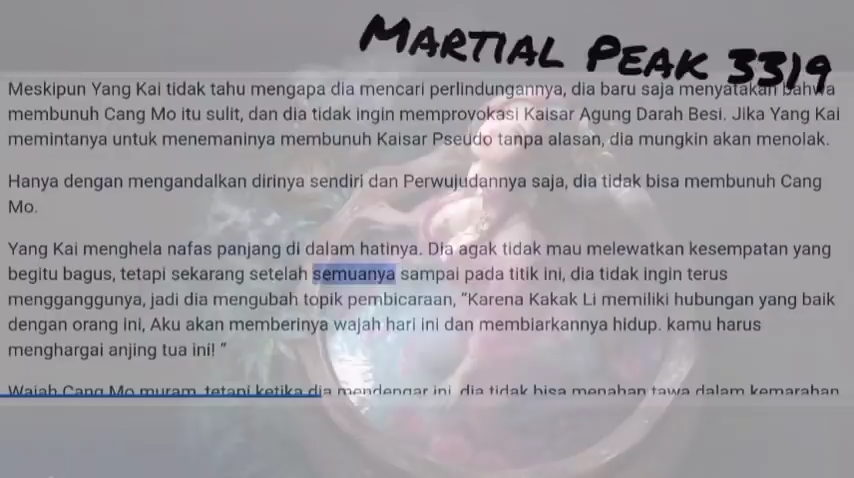 MARTIAL PEAK 3319
Meskipun Yang Kai tidak tahu mengapa dia mencari perlindungannya, dia baru saja menyatakan bahwa
membunuh Cang Mo itu sulit, dan dia tidak ingin memprovokasi Kaisar Agung Darah Besi. Jika Yang Kai
memintanya untuk menemaninya membunuh Kaisar Pseudo tanpa alasan, dia mungkin akan menolak.
Hanya dengan mengandalkan dirinya sendiri dan Perwujudannya saja, dia tidak bisa membunuh Cang
Mo.
Yang Kai menghela nafas panjang di dalam hatinya. Dia agak tidak mau melewatkan kesempatan yang
begitu bagus, tetapi sekarang setelah semuanya sampai pada titik ini, dia tidak ingin terus
mengganggunya, jadi dia mengubah topik pembicaraan, “Karena Kakak Li memiliki hubungan yang baik
dengan orang ini, Aku akan memberinya wajah hari ini dan membiarkannya hidup. kamu harus
menghargai anjing tua ini! ”
Wajah Cang Mo muram, tetapi ketika dia mendengar ini, dia tidak bisa menahan tawa dalam kemarahan